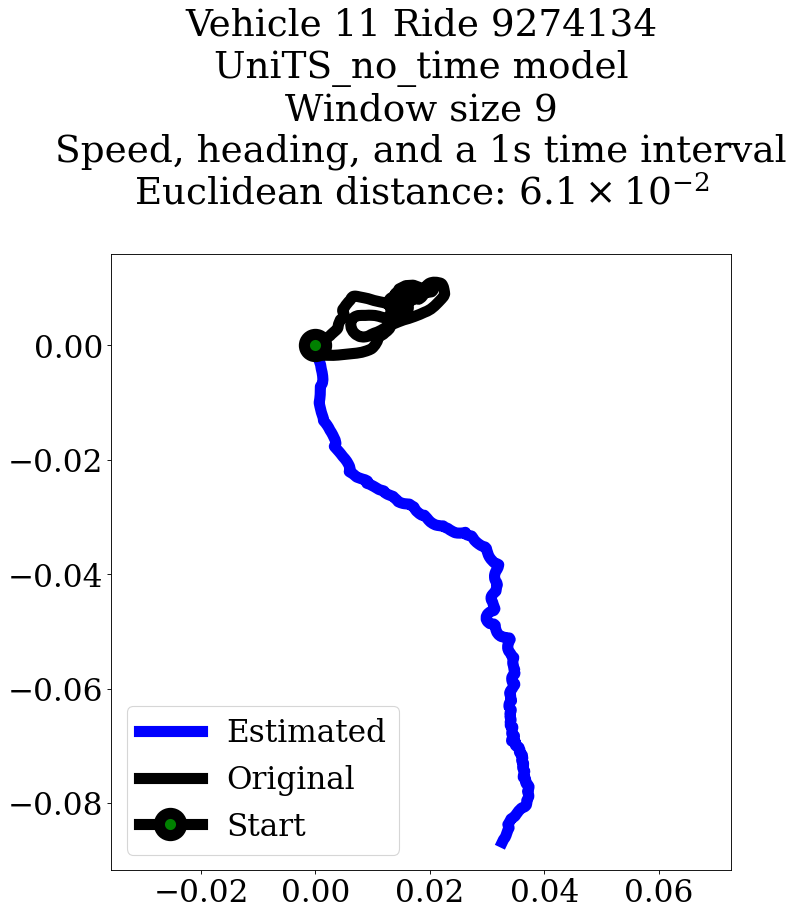 Vehicle 11 Ride 9274134
UniTS_no_time model
Window size 9
Speed, heading, and a 1s time interval
Euclidean distance: 6.1 × 10⁻²
0.00
−0.02
−0.04
−0.06
−0.08
Estimated
Original
Start
−0.02 0.00 0.02 0.04 0.06